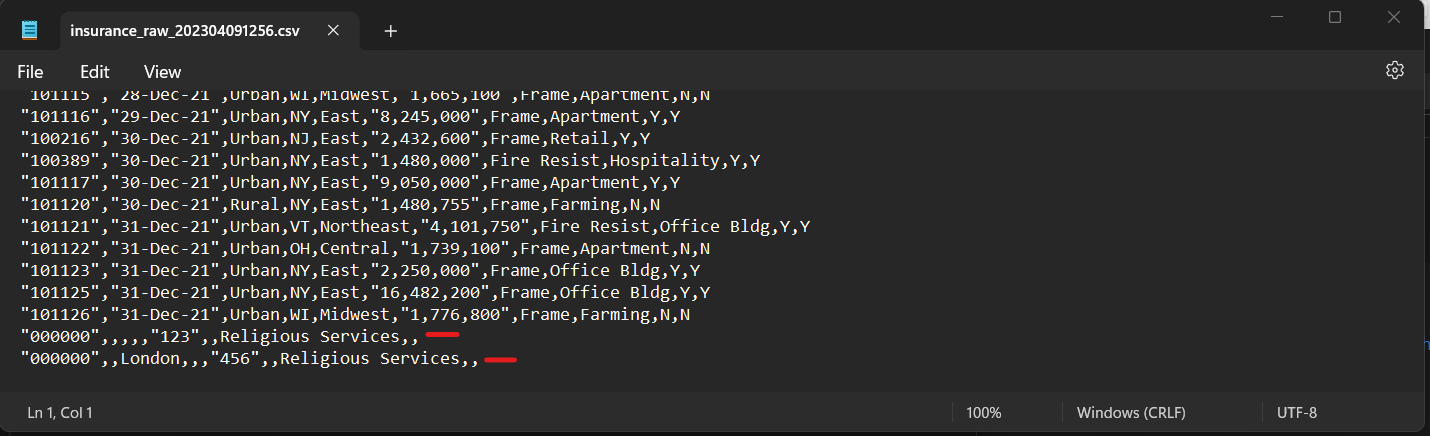 insurance_raw_202304091256.csv
File Edit View
"101115","28-Dec-21",Urban,WI,Midwest,"1,665,100",Frame,Apartment,N,N
"101116","29-Dec-21",Urban,NY,East,"8,245,000",Frame,Apartment,Y,Y
"100216","30-Dec-21",Urban,NJ,East,"2,432,600",Frame,Retail,Y,Y
"100389","30-Dec-21",Urban,NY,East,"1,480,000",Fire Resist,Hospitality,Y,Y
"101117","30-Dec-21",Urban,NY,East,"9,050,000",Frame,Apartment,Y,Y
"101120","30-Dec-21",Rural,NY,East,"1,480,755",Frame,Farming,N,N
"101121","31-Dec-21",Urban,VT,Northeast,"4,101,750",Fire Resist,Office Bldg,Y,Y
"101122","31-Dec-21",Urban,OH,Central,"1,739,100",Frame,Apartment,N,N
"101123","31-Dec-21",Urban,NY,East,"2,250,000",Frame,Office Bldg,Y,Y
"101125","31-Dec-21",Urban,NY,East,"16,482,200",Frame,Office Bldg,Y,Y
"101126","31-Dec-21",Urban,WI,Midwest,"1,776,800",Frame,Farming,N,N
"000000",,,,,"123",,Religious Services,,
"000000",,London,,,"456",,Religious Services,,
Ln 1, Col 1 100% Windows (CRLF) UTF-8